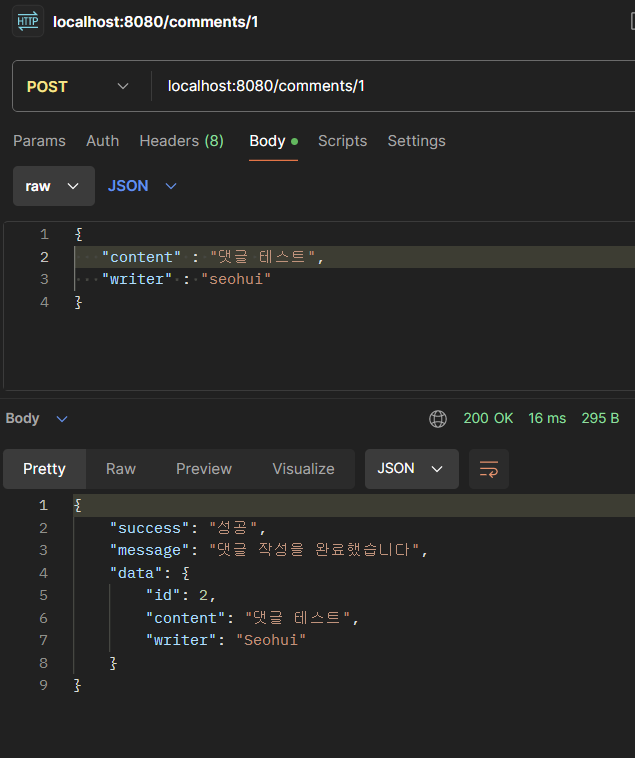 HTTP localhost:8080/comments/1
POST localhost:8080/comments/1
Params Auth Headers (8) Body Scripts Settings
raw JSON
1 {
2 "content" : "댓글 테스트",
3 "writer" : "seohui"
4 }
Body 200 OK 16 ms 295 B
Pretty Raw Preview Visualize JSON
1 {
2 "success": "성공",
3 "message": "댓글 작성을 완료했습니다",
4 "data": {
5 "id": 2,
6 "content": "댓글 테스트",
7 "writer": "Seohui"
8 }
9 }